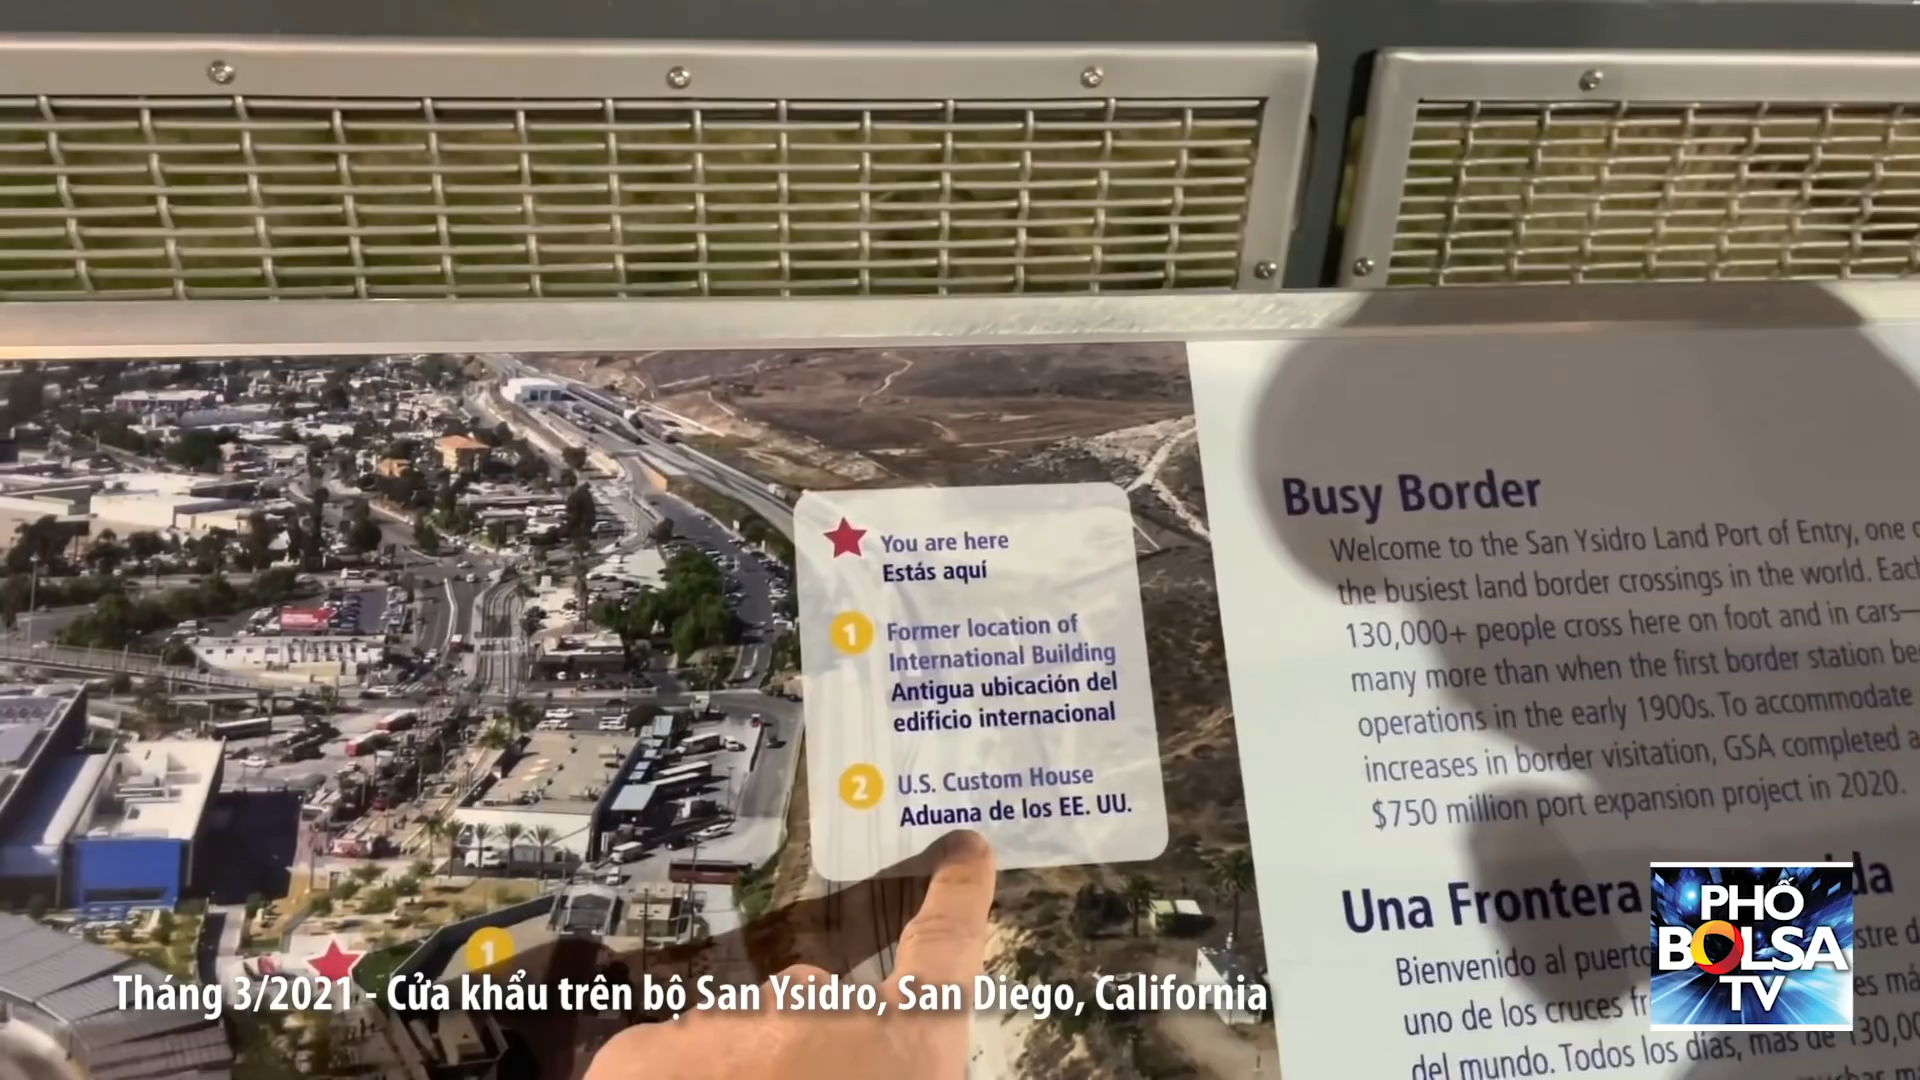 You are here
Estás aquí
1
Former location of
International Building
Antigua ubicación del
edificio internacional
2
U.S. Custom House
Aduana de los EE. UU.
1
Busy Border
Welcome to the San Ysidro Land Port of Entry, one
the busiest land border crossings in the world. Each
130,000+ people cross here on foot and in cars—
many more than when the first border station
operations in the early 1900s. To accommodate
increases in border visitation, GSA completed
$750 million port expansion project in 2020.
Una Frontera
Bienvenido al
uno de los cruces
del mundo. Todos los días, más de 130,00
Tháng 3/2021 - Cửa khẩu trên bộ San Ysidro, San Diego, California
PHỐ
BOLSA
TV